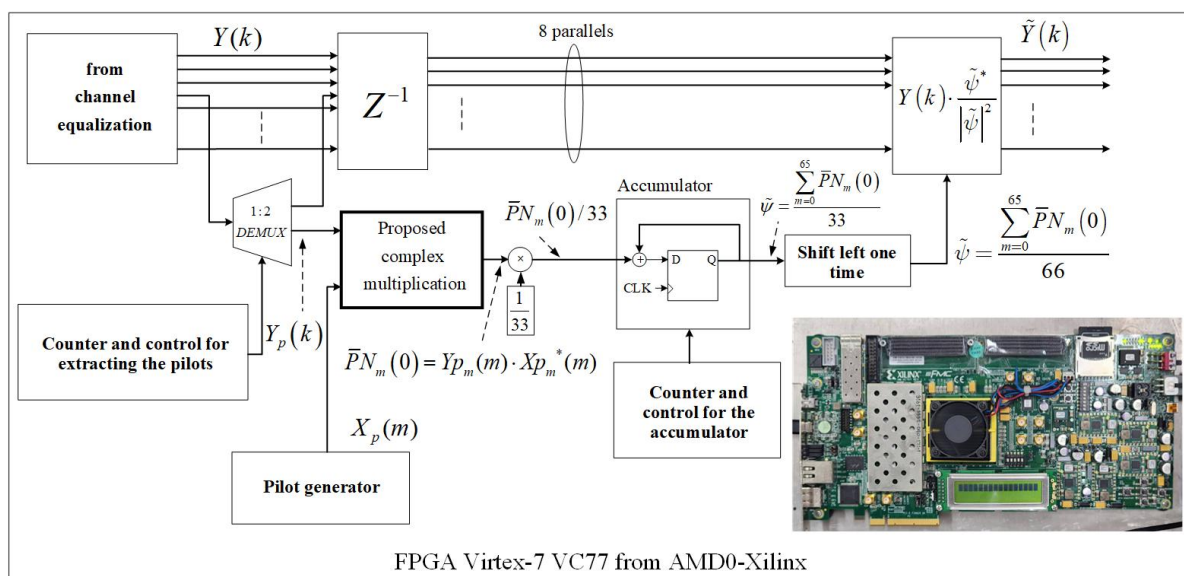 from
channel
equalization
Y(k)
Z⁻¹
8 parallels
Y(k)·ψ̃*/|ψ̃|²
Ỹ(k)
1:2
DEMUX
Y_p(k)
Counter and control for
extracting the pilots
X_p(m)
Pilot generator
Proposed
complex
multiplication
P̄N_m(0)=Yp_m(m)·Xp_m*(m)
×
1/33
P̄N_m(0)/33
Accumulator
+
D Q
CLK
Counter and
control for the
accumulator
ψ̃=∑_{m=0}^{65} P̄N_m(0)/33
Shift left one
time
ψ̃=∑_{m=0}^{65} P̄N_m(0)/66
XILINX
FMC
CE
FPGA Virtex-7 VC77 from AMD0-Xilinx